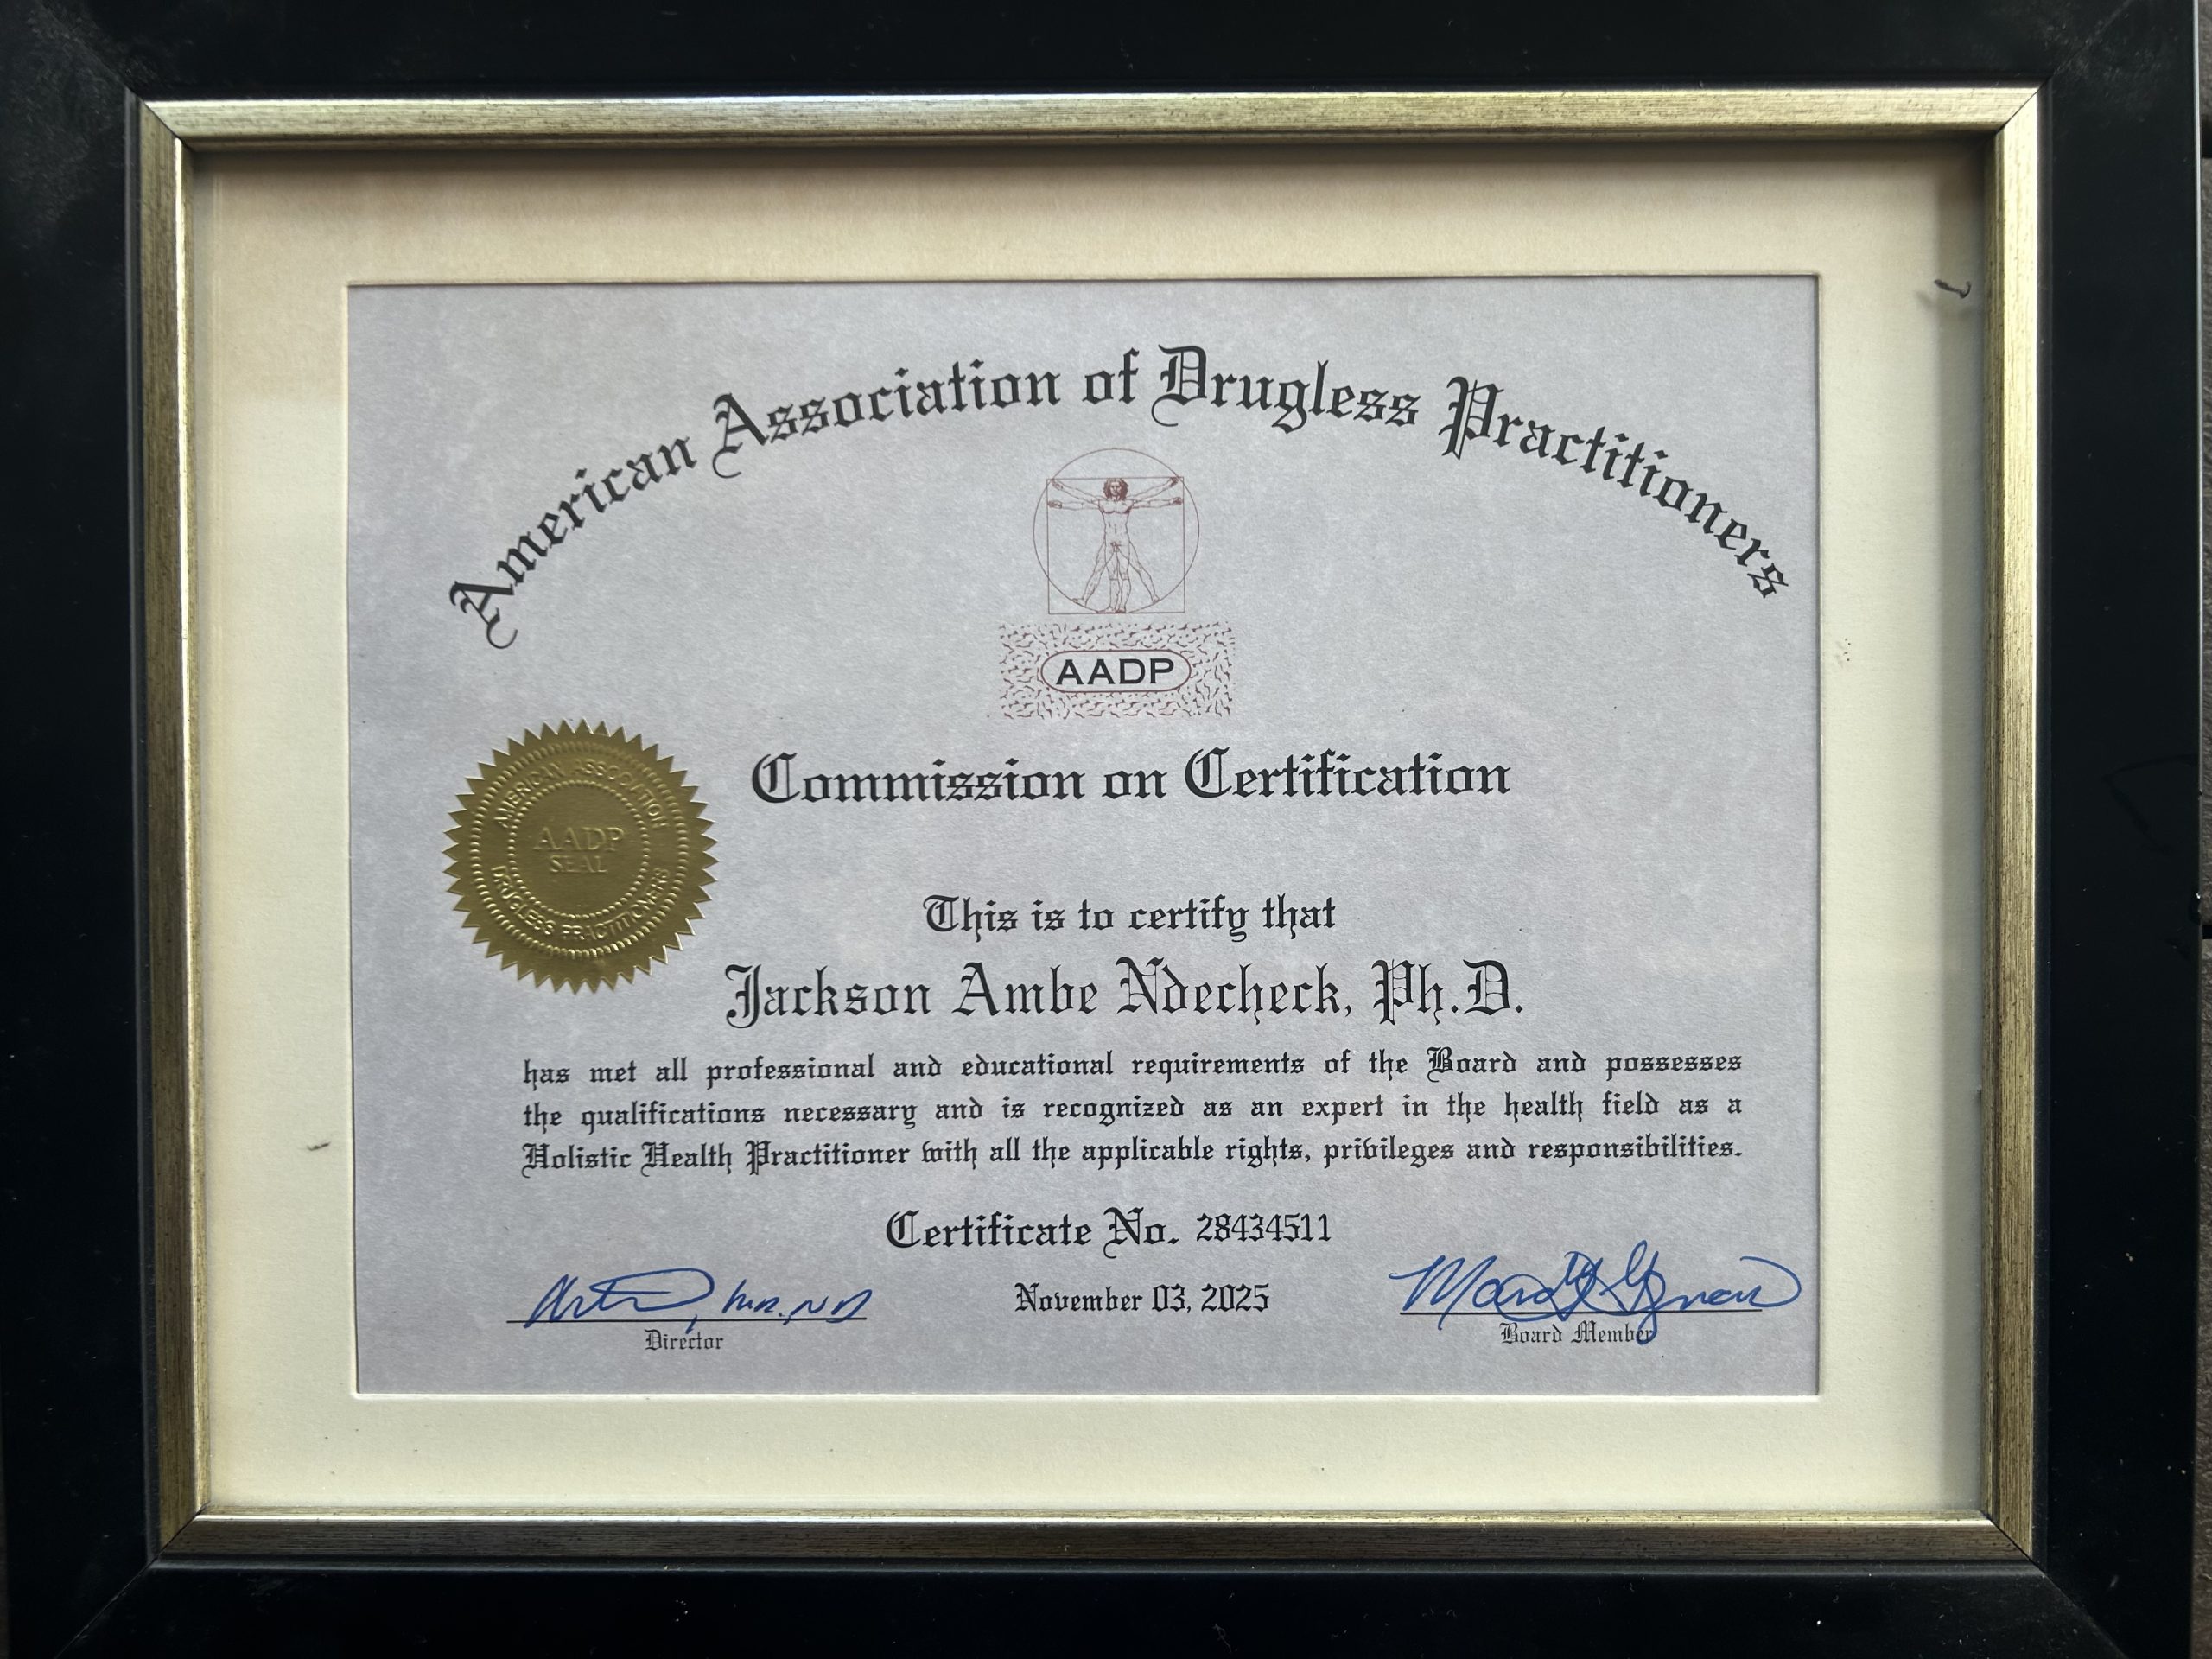 American Association of Drugless Practitioners
AADP
Commission on Certification
AMERICAN ASSOCIATION
AADP
SEAL
DRUGLESS PRACTITIONERS
This is to certify that
Jackson Ambe Ndecheck, Ph.D.
has met all professional and educational requirements of the Board and possesses
the qualifications necessary and is recognized as an expert in the health field as a
Holistic Health Practitioner with all the applicable rights, privileges and responsibilities.
Certificate No. 28434511
November 03, 2025
Director
Board Member